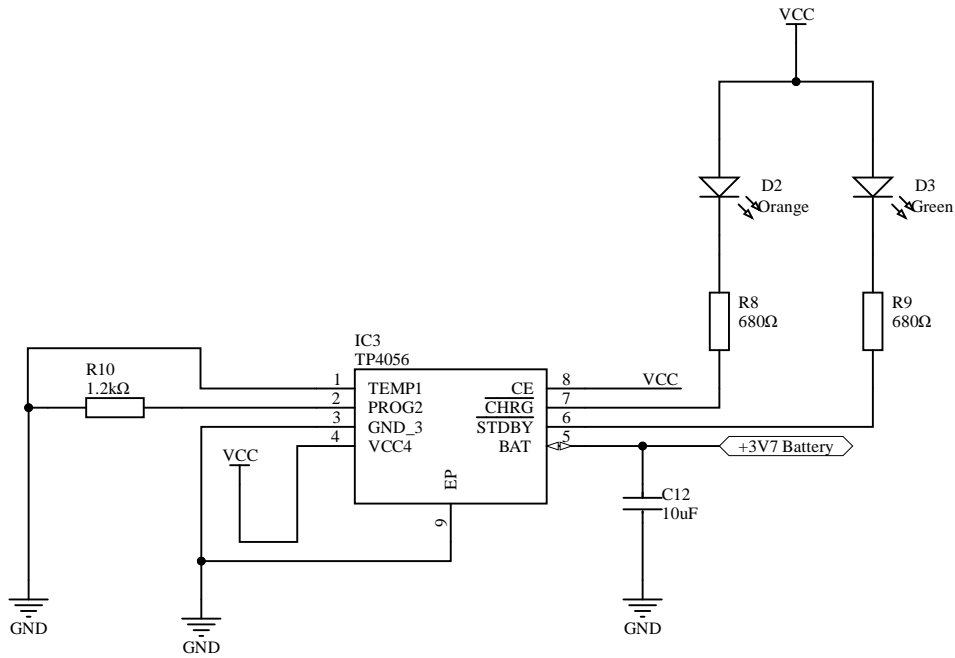 VCC
D2
Orange
D3
Green
R8
680Ω
R9
680Ω
IC3
TP4056
R10
1.2kΩ
1
TEMP1
2
PROG2
3
GND_3
4
VCC4
CE
8
VCC
CHRG
7
STDBY
6
BAT
5
+3V7 Battery
VCC
EP
9
C12
10uF
GND
GND
GND